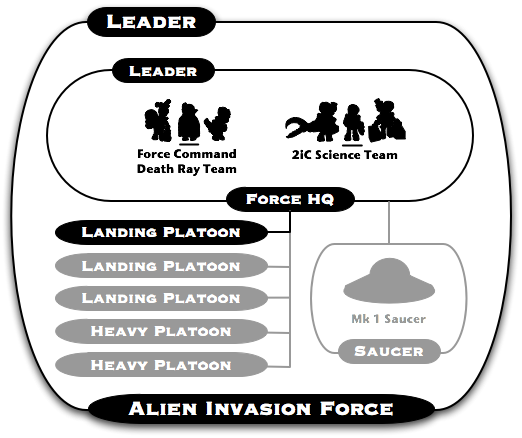 LEADER
LEADER
Force Command
Death Ray Team
2iC Science Team
FORCE HQ
LANDING PLATOON
LANDING PLATOON
LANDING PLATOON
HEAVY PLATOON
HEAVY PLATOON
Mk 1 Saucer
SAUCER
ALIEN INVASION FORCE